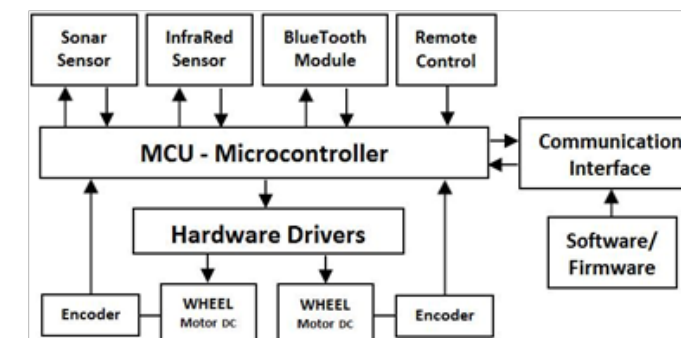 Sonar
Sensor
InfraRed
Sensor
BlueTooth
Module
Remote
Control
MCU - Microcontroller
Communication
Interface
Hardware Drivers
Software/
Firmware
Encoder
WHEEL
Motor DC
WHEEL
Motor DC
Encoder